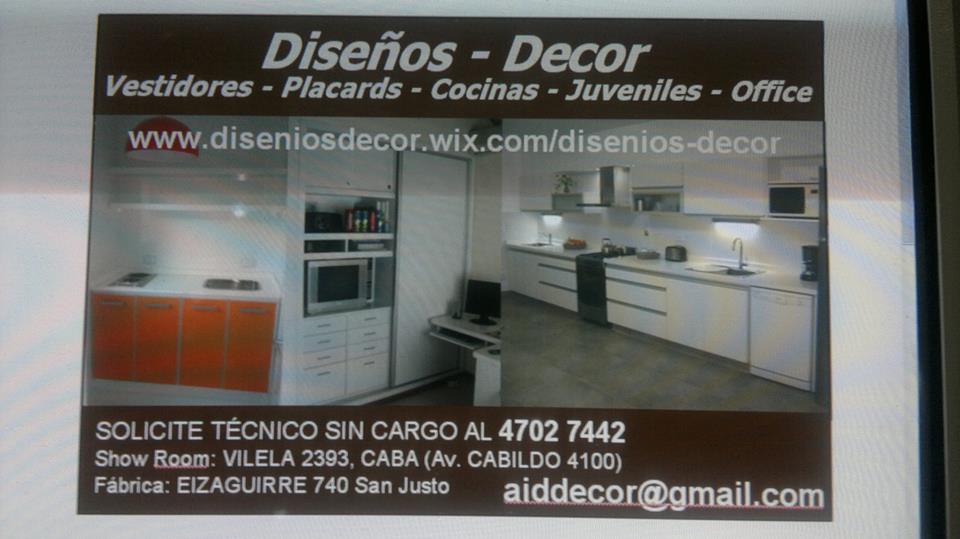 Diseños - Decor
Vestidores - Placards - Cocinas - Juveniles - Office
www.diseniosdecor.wix.com/disenios-decor
SOLICITE TÉCNICO SIN CARGO AL 4702 7442
Show Room: VILELA 2393, CABA (Av. CABILDO 4100)
Fábrica: EIZAGUIRRE 740 San Justo
aiddecor@gmail.com